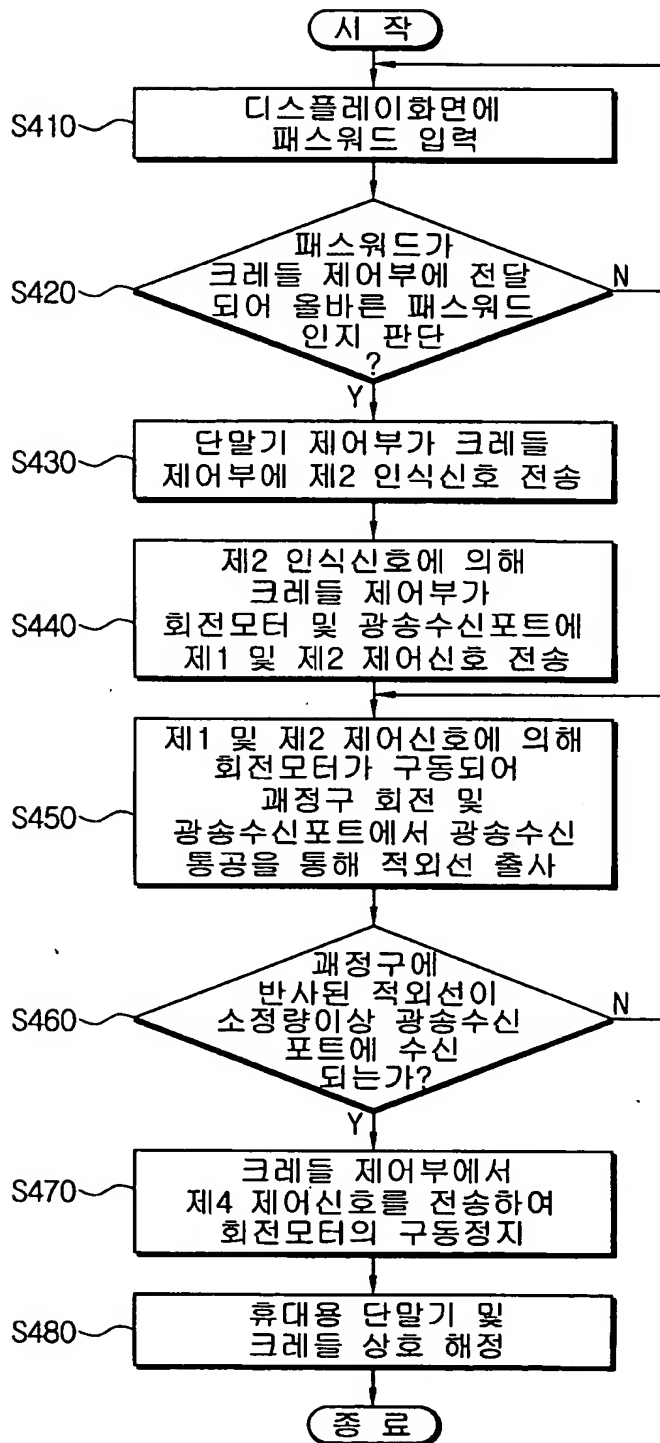 시 작
S410
디스플레이화면에
패스워드 입력
S420
패스워드가
크레들 제어부에 전달
되어 올바른 패스워드
인지 판단
?
N
Y
S430
단말기 제어부가 크레들
제어부에 제2 인식신호 전송
S440
제2 인식신호에 의해
크레들 제어부가
회전모터 및 광송수신포트에
제1 및 제2 제어신호 전송
S450
제1 및 제2 제어신호에 의해
회전모터가 구동되어
괘정구 회전 및
광송수신포트에서 광송수신
통공을 통해 적외선 출사
S460
괘정구에
반사된 적외선이
소정량이상 광송수신
포트에 수신
되는가?
N
Y
S470
크레들 제어부에서
제4 제어신호를 전송하여
회전모터의 구동정지
S480
휴대용 단말기 및
크레들 상호 해정
종 료